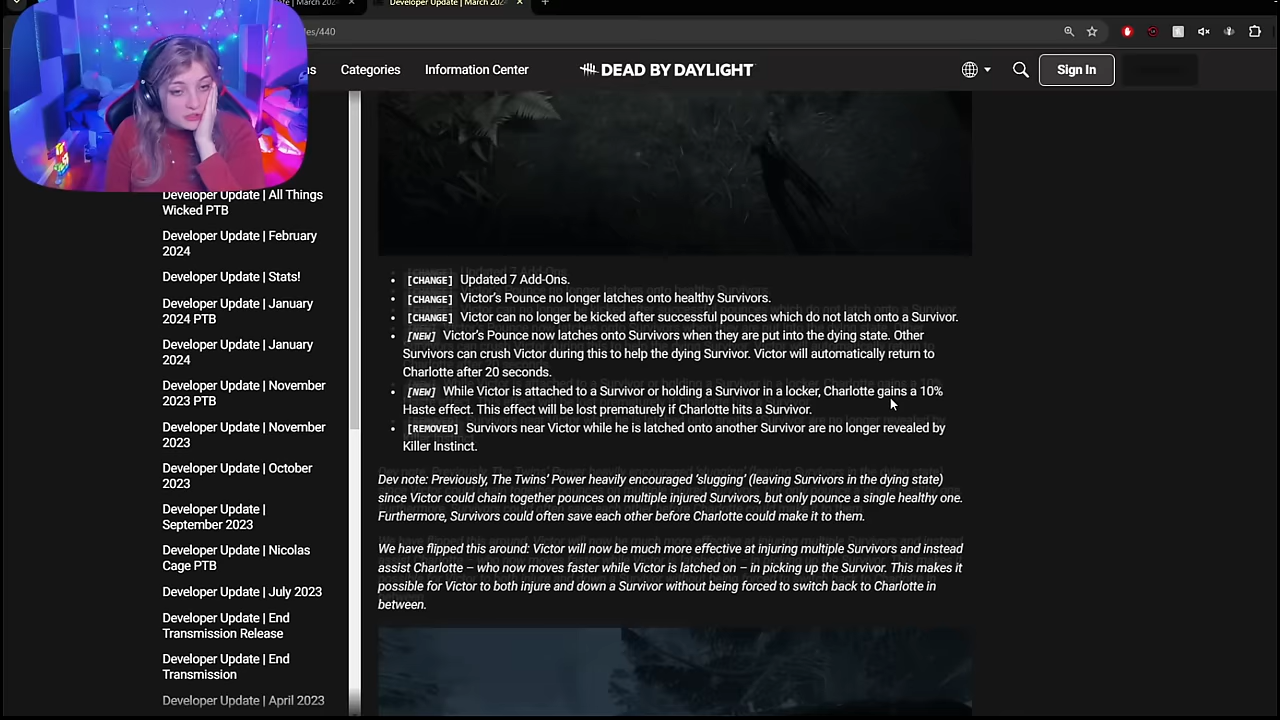 Developer Update | March 202
les/440
Categories
Information Center
DEAD BY DAYLIGHT
Sign In
Developer Update | All Things
Wicked PTB
Developer Update | February
2024
Developer Update | Stats!
Developer Update | January
2024 PTB
Developer Update | January
2024
Developer Update | November
2023 PTB
Developer Update | November
2023
Developer Update | October
2023
Developer Update |
September 2023
Developer Update | Nicolas
Cage PTB
Developer Update | July 2023
Developer Update | End
Transmission Release
Developer Update | End
Transmission
Developer Update | April 2023
• [CHANGE] Updated 7 Add-Ons.
• [CHANGE] Victor's Pounce no longer latches onto healthy Survivors.
• [CHANGE] Victor can no longer be kicked after successful pounces which do not latch onto a Survivor.
• [NEW] Victor's Pounce now latches onto Survivors when they are put into the dying state. Other
Survivors can crush Victor during this to help the dying Survivor. Victor will automatically return to
Charlotte after 20 seconds.
• [NEW] While Victor is attached to a Survivor or holding a Survivor in a locker, Charlotte gains a 10%
Haste effect. This effect will be lost prematurely if Charlotte hits a Survivor.
• [REMOVED] Survivors near Victor while he is latched onto another Survivor are no longer revealed by
Killer Instinct.
Dev note: Previously, The Twins' Power heavily encouraged 'slugging' (leaving Survivors in the dying state)
since Victor could chain together pounces on multiple injured Survivors, but only pounce a single healthy one.
Furthermore, Survivors could often save each other before Charlotte could make it to them.
We have flipped this around: Victor will now be much more effective at injuring multiple Survivors and instead
assist Charlotte – who now moves faster while Victor is latched on – in picking up the Survivor. This makes it
possible for Victor to both injure and down a Survivor without being forced to switch back to Charlotte in
between.